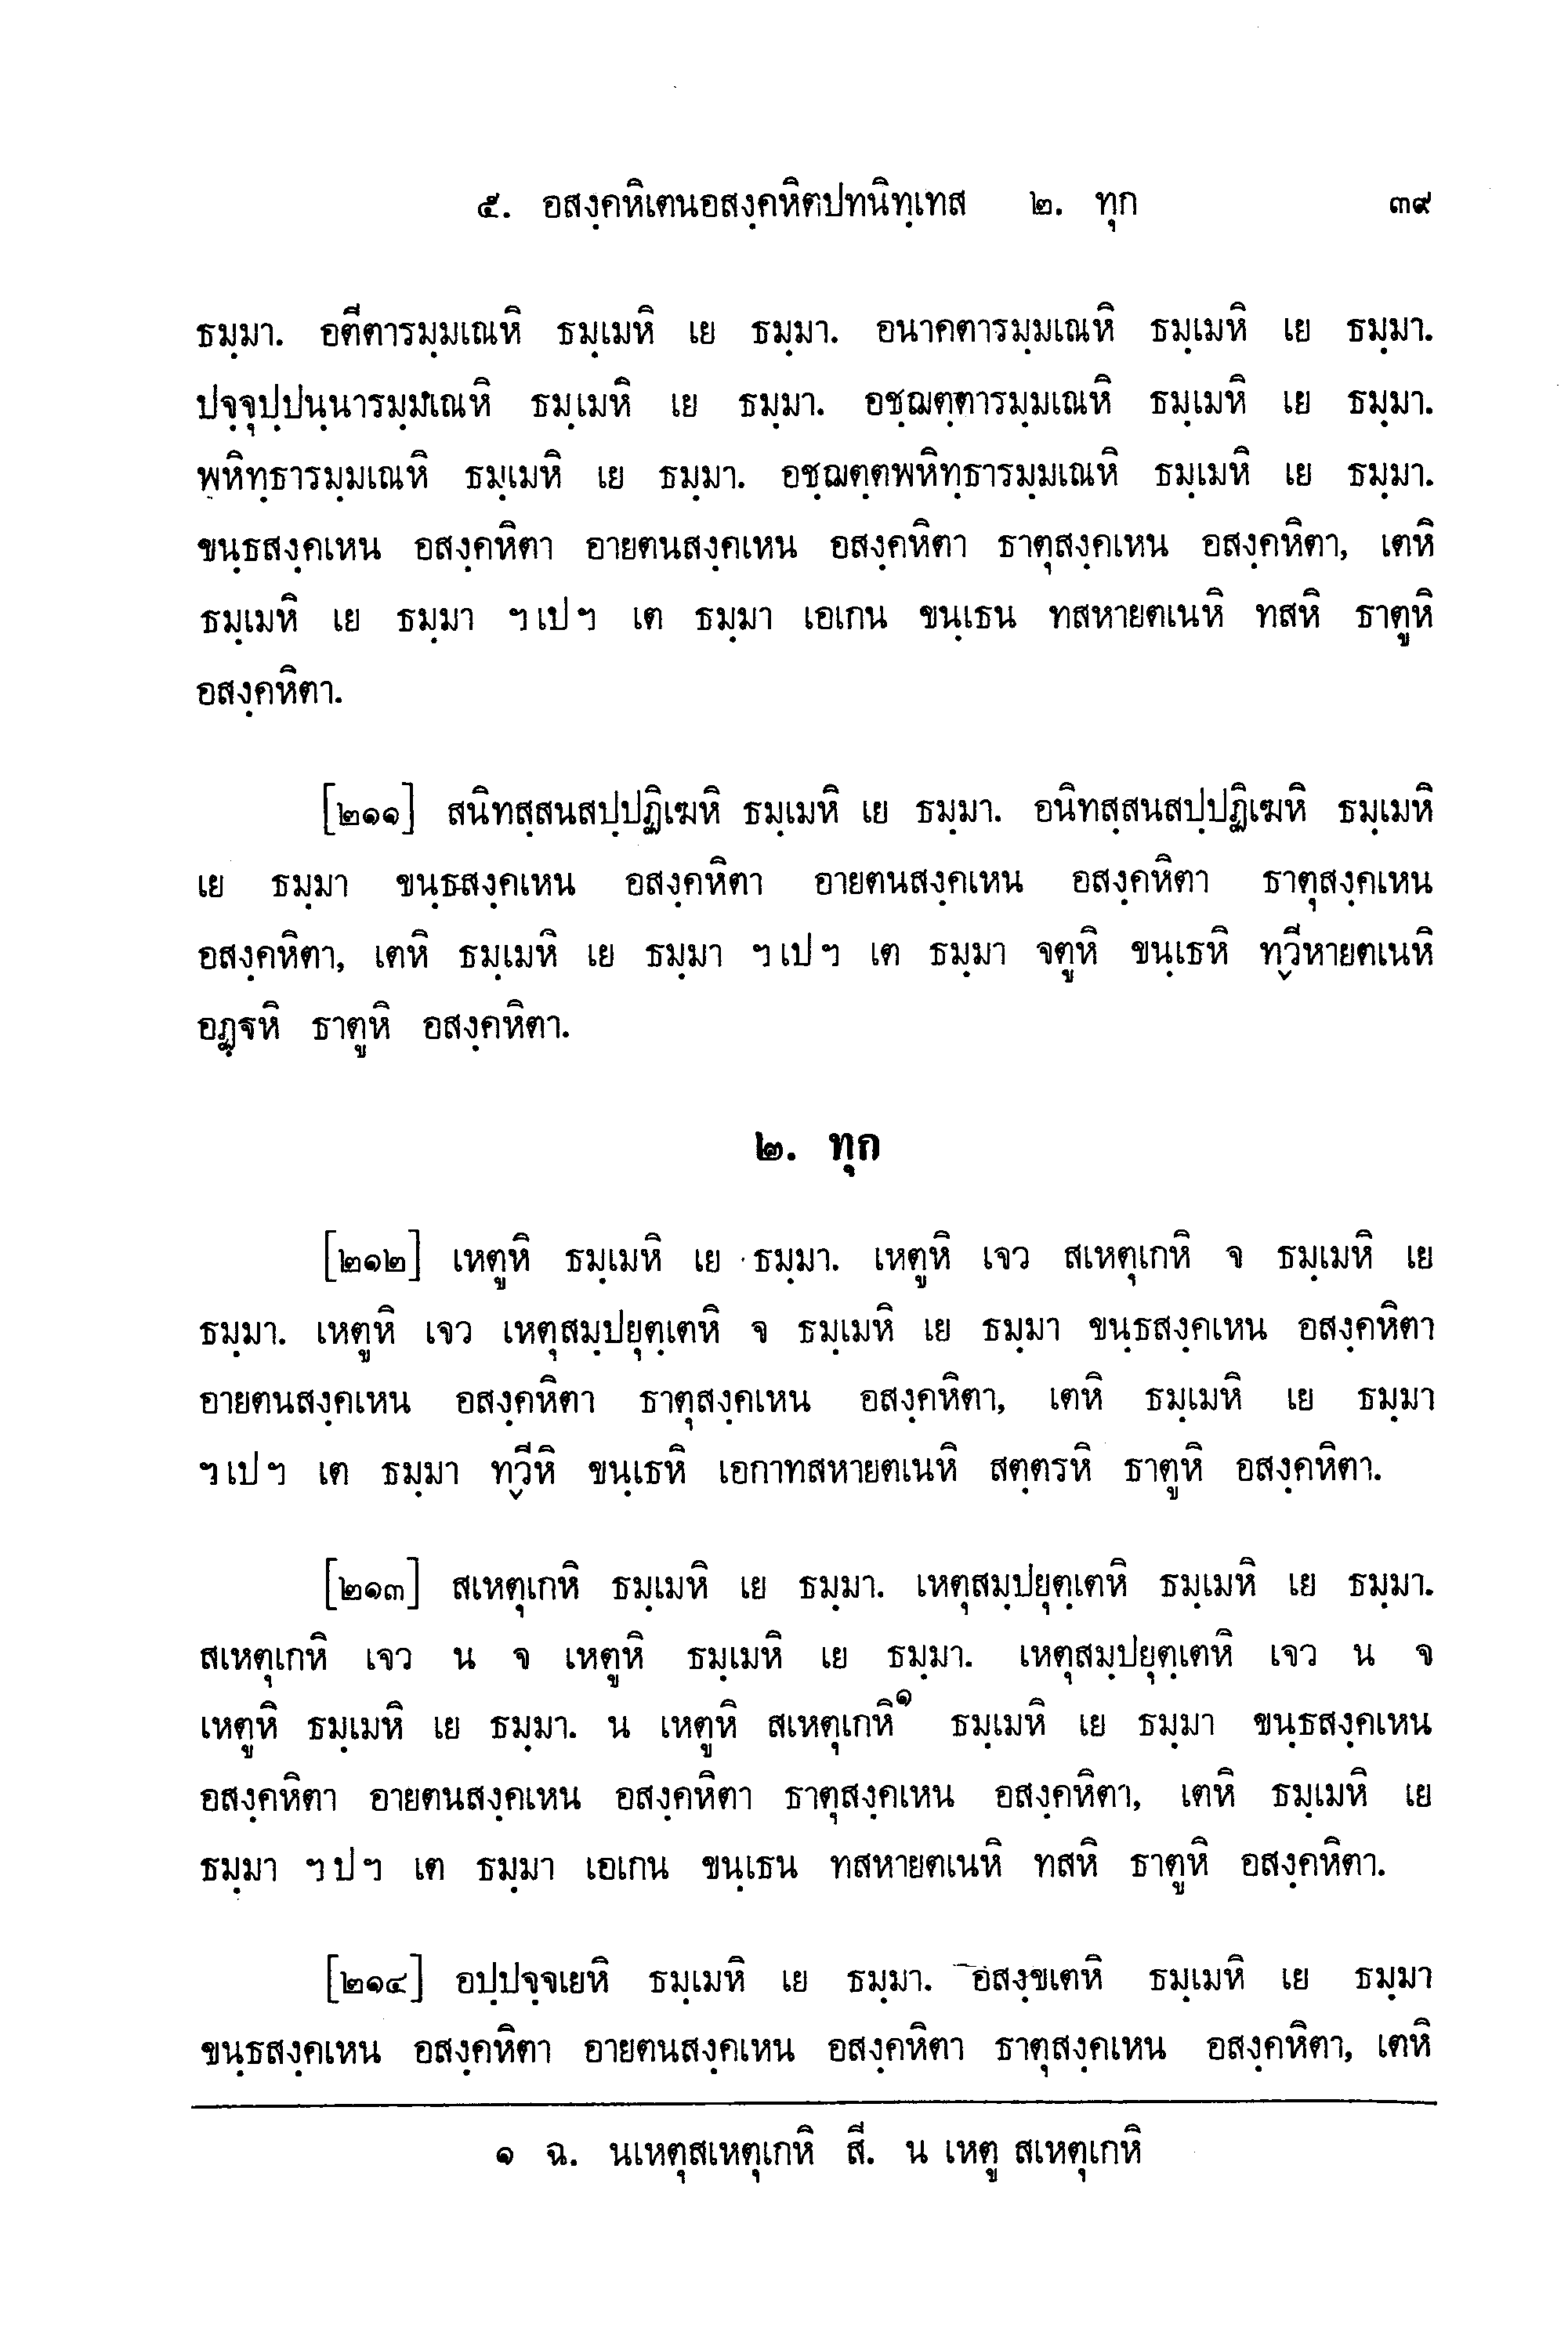 ๕. อสงฺคหิเตนอสงฺคหิตปทนิทฺเทส ๒. ทุก ๓๙
ธมฺมา. อตีตารมฺมเณหิ ธมฺเมหิ เย ธมฺมา. อนาคตารมฺมเณหิ ธมฺเมหิ เย ธมฺมา.
ปจฺจุปฺปนฺนารมฺมเณหิ ธมฺเมหิ เย ธมฺมา. อชฺฌตฺตารมฺมเณหิ ธมฺเมหิ เย ธมฺมา.
พหิทฺธารมฺมเณหิ ธมฺเมหิ เย ธมฺมา. อชฺฌตฺตพหิทฺธารมฺมเณหิ ธมฺเมหิ เย ธมฺมา.
ขนฺธสงฺคเหน อสงฺคหิตา อายตนสงฺคเหน อสงฺคหิตา ธาตุสงฺคเหน อสงฺคหิตา, เตหิ
ธมฺเมหิ เย ธมฺมา ฯเปฯ เต ธมฺมา เอเกน ขนฺเธน ทสหายตเนหิ ทสหิ ธาตูหิ
อสงฺคหิตา.
[๒๑๑] สนิทสฺสนสปฺปฏิเฆหิ ธมฺเมหิ เย ธมฺมา. อนิทสฺสนสปฺปฏิเฆหิ ธมฺเมหิ
เย ธมฺมา ขนฺธสงฺคเหน อสงฺคหิตา อายตนสงฺคเหน อสงฺคหิตา ธาตุสงฺคเหน
อสงฺคหิตา, เตหิ ธมฺเมหิ เย ธมฺมา ฯเปฯ เต ธมฺมา จตูหิ ขนฺเธหิ ทฺวีหายตเนหิ
อฏฺฐหิ ธาตูหิ อสงฺคหิตา.
๒. ทุก
[๒๑๒] เหตูหิ ธมฺเมหิ เย ธมฺมา. เหตูหิ เจว สเหตุเกหิ จ ธมฺเมหิ เย
ธมฺมา. เหตูหิ เจว เหตุสมฺปยุตฺเตหิ จ ธมฺเมหิ เย ธมฺมา ขนฺธสงฺคเหน อสงฺคหิตา
อายตนสงฺคเหน อสงฺคหิตา ธาตุสงฺคเหน อสงฺคหิตา, เตหิ ธมฺเมหิ เย ธมฺมา
ฯเปฯ เต ธมฺมา ทฺวีหิ ขนฺเธหิ เอกาทสหายตเนหิ สตฺตรหิ ธาตูหิ อสงฺคหิตา.
[๒๑๓] สเหตุเกหิ ธมฺเมหิ เย ธมฺมา. เหตุสมฺปยุตฺเตหิ ธมฺเมหิ เย ธมฺมา.
สเหตุเกหิ เจว น จ เหตูหิ ธมฺเมหิ เย ธมฺมา. เหตุสมฺปยุตฺเตหิ เจว น จ
เหตูหิ ธมฺเมหิ เย ธมฺมา. น เหตูหิ สเหตุเกหิ๑ ธมฺเมหิ เย ธมฺมา ขนฺธสงฺคเหน
อสงฺคหิตา อายตนสงฺคเหน อสงฺคหิตา ธาตุสงฺคเหน อสงฺคหิตา, เตหิ ธมฺเมหิ เย
ธมฺมา ฯปฯ เต ธมฺมา เอเกน ขนฺเธน ทสหายตเนหิ ทสหิ ธาตูหิ อสงฺคหิตา.
[๒๑๔] อปฺปจฺจเยหิ ธมฺเมหิ เย ธมฺมา. อสงฺขเตหิ ธมฺเมหิ เย ธมฺมา
ขนฺธสงฺคเหน อสงฺคหิตา อายตนสงฺคเหน อสงฺคหิตา ธาตุสงฺคเหน อสงฺคหิตา, เตหิ
๑ ฉ. นเหตุสเหตุเกหิ สี. น เหตู สเหตุเกหิ